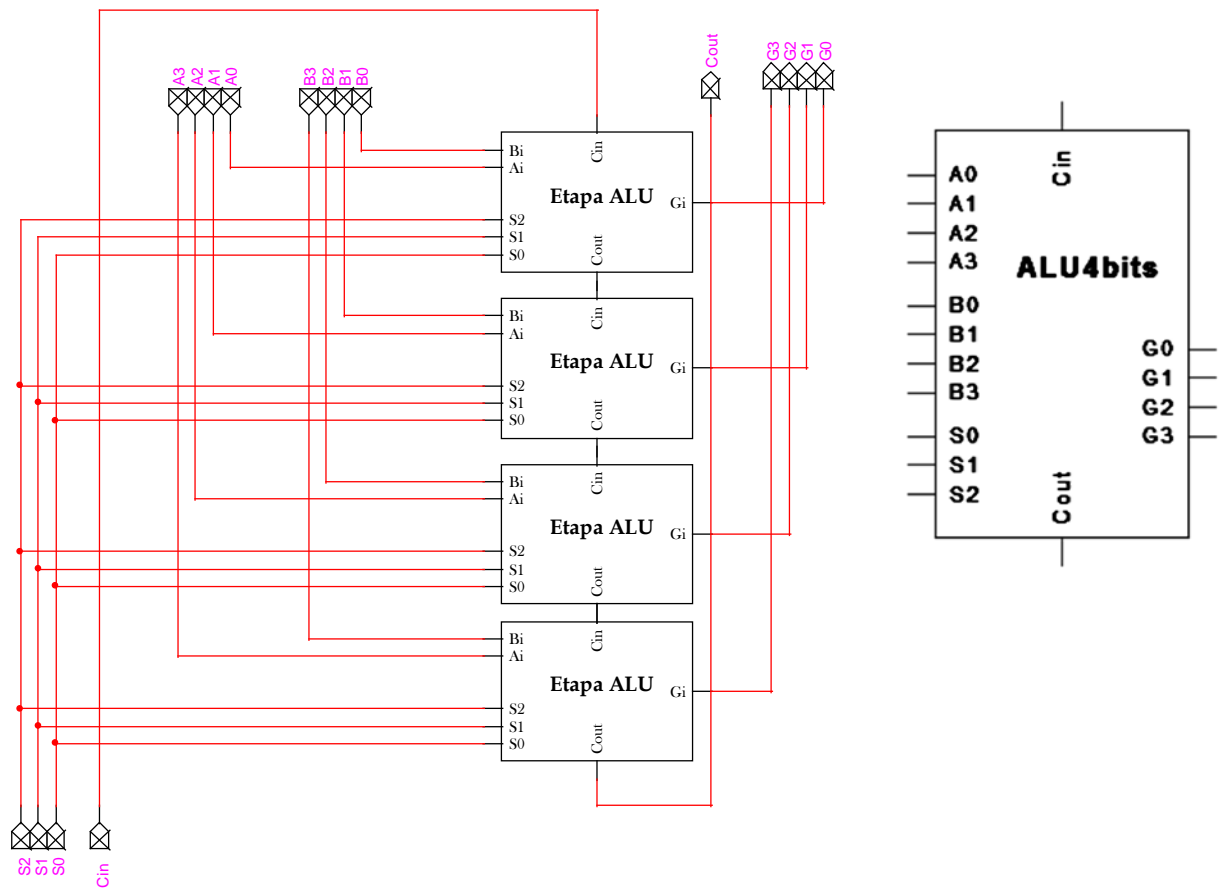 A3 A2 A1 A0
B3 B2 B1 B0
Cout
G3 G2 G1 G0
Bi
Ai
S2
S1
S0
Cin
Etapa ALU
Cout
Gi
Bi
Ai
S2
S1
S0
Cin
Etapa ALU
Cout
Gi
Bi
Ai
S2
S1
S0
Cin
Etapa ALU
Cout
Gi
Bi
Ai
S2
S1
S0
Cin
Etapa ALU
Cout
Gi
S2 S1 S0
Cin
A0
A1
A2
A3
B0
B1
B2
B3
S0
S1
S2
Cin
ALU4bits
Cout
G0
G1
G2
G3